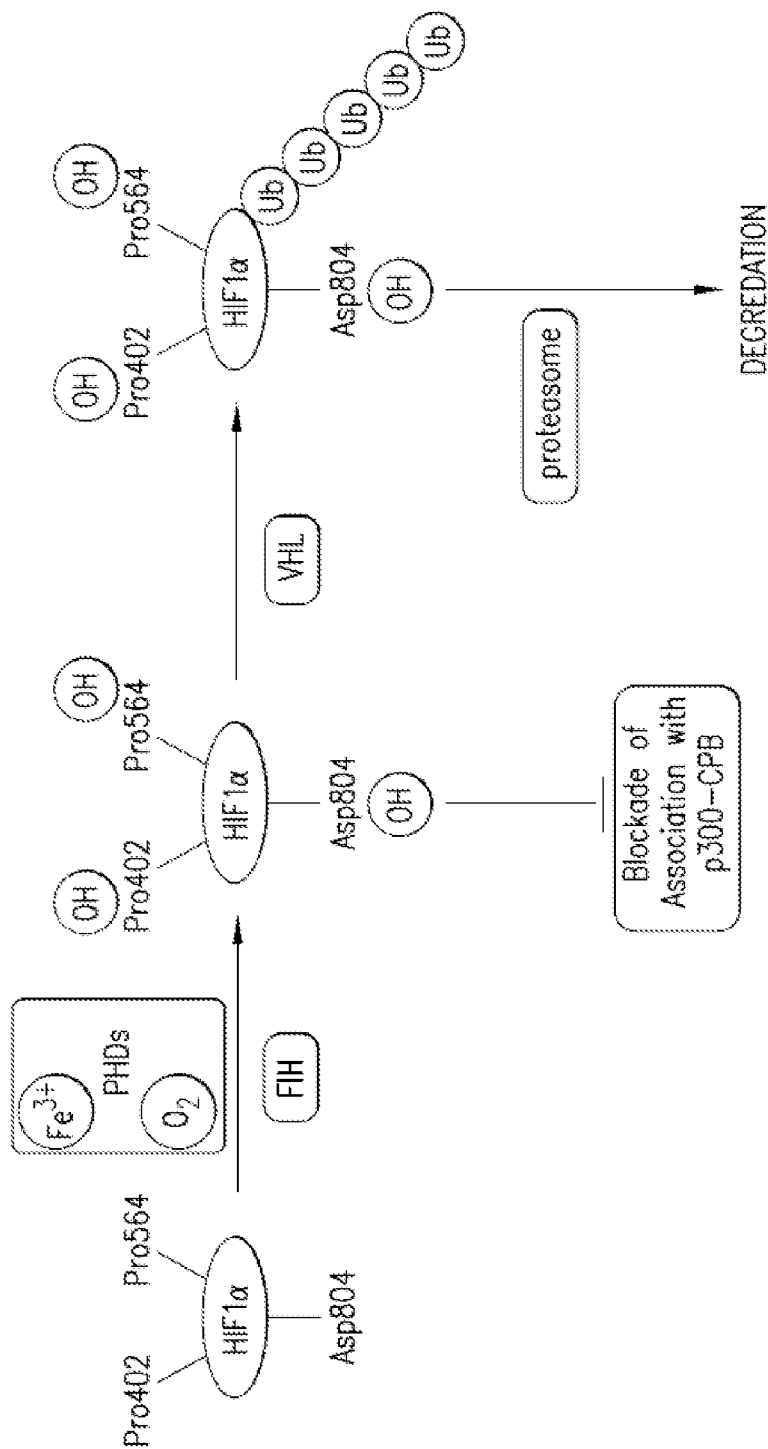 Pro402
Pro564
HIF1α
Asp804
Fe³⁺
PHDs
O₂
FIH
OH
OH
Pro402
Pro564
HIF1α
Asp804
OH
Blockade of
Association with
p300-CPB
VHL
OH
OH
Pro402
Pro564
HIF1α
Ub
Ub
Ub
Ub
Ub
Asp804
OH
proteasome
DEGREDATION